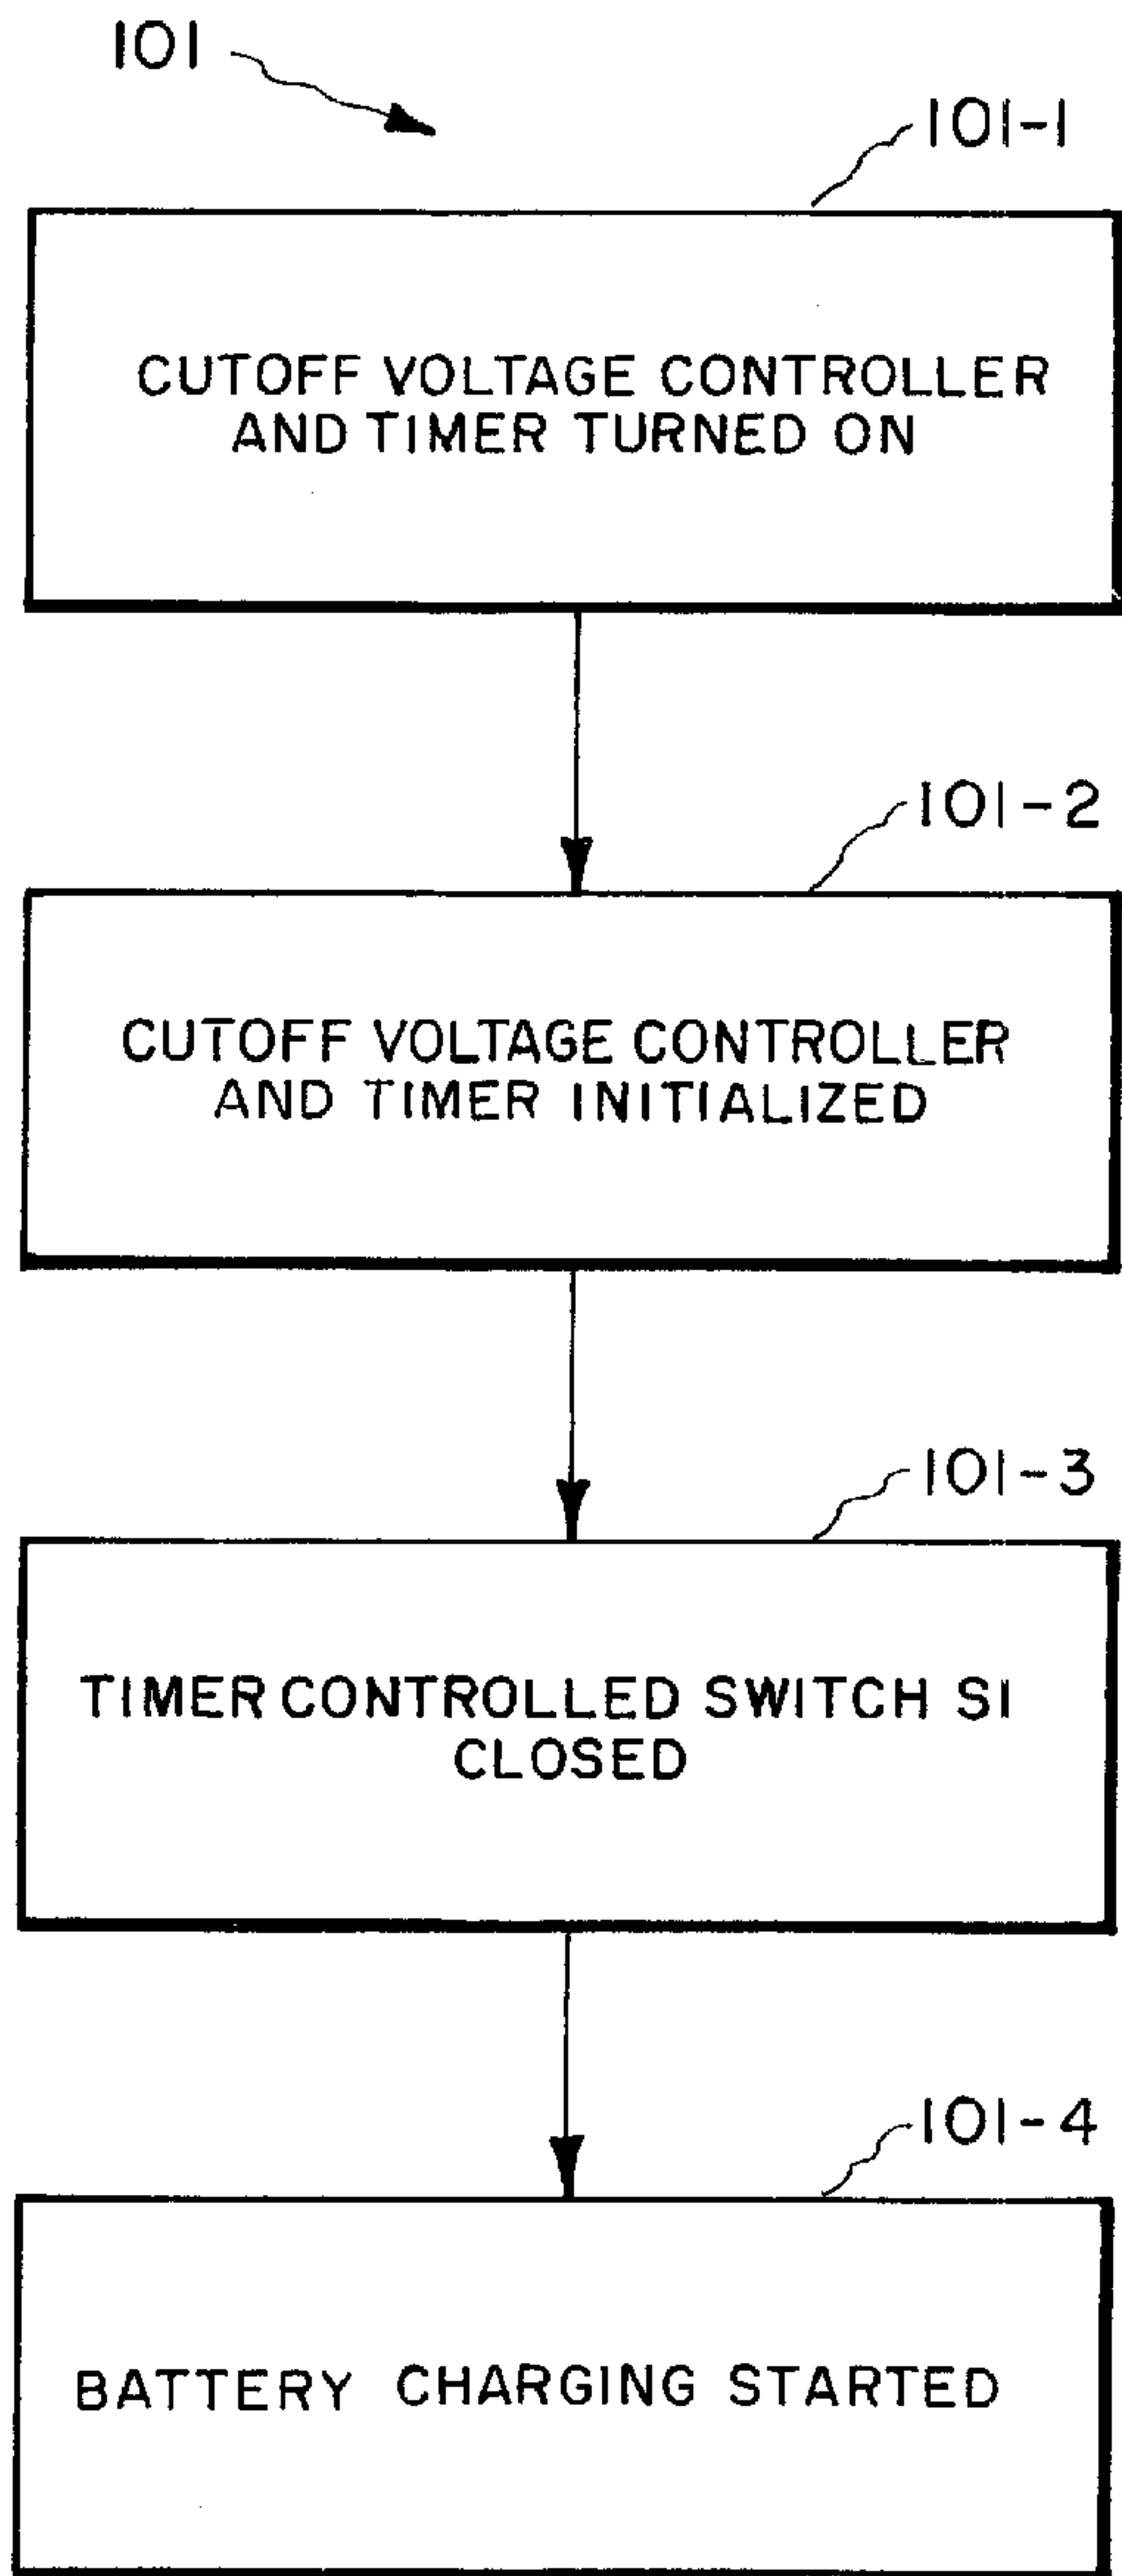 101
101-1
CUTOFF VOLTAGE CONTROLLER
AND TIMER TURNED ON
101-2
CUTOFF VOLTAGE CONTROLLER
AND TIMER INITIALIZED
101-3
TIMER CONTROLLED SWITCH S1
CLOSED
101-4
BATTERY CHARGING STARTED